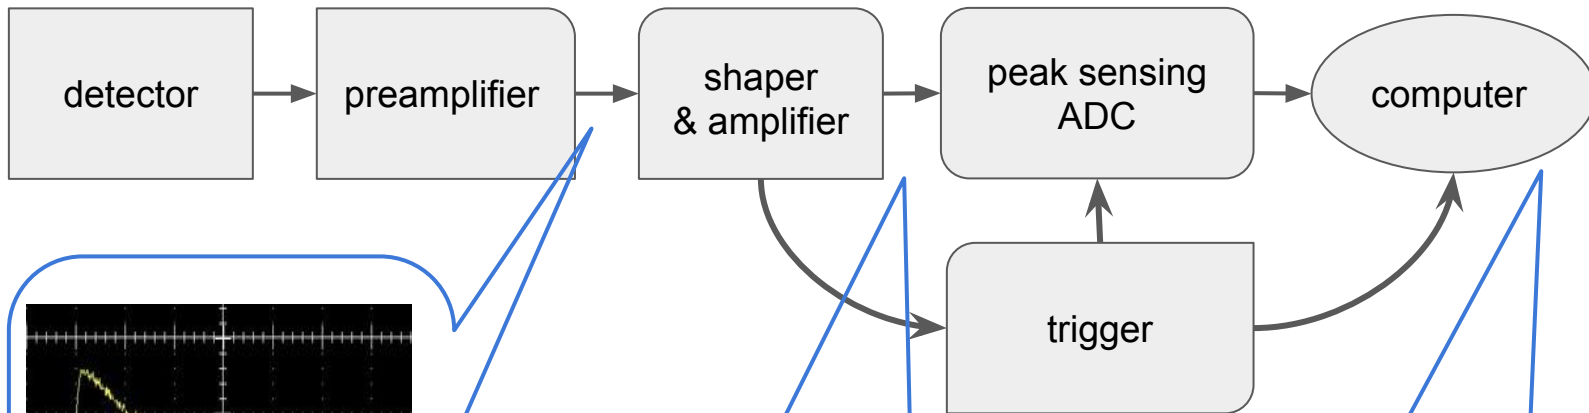 detector
preamplifier
shaper
& amplifier
peak sensing
ADC
computer
trigger